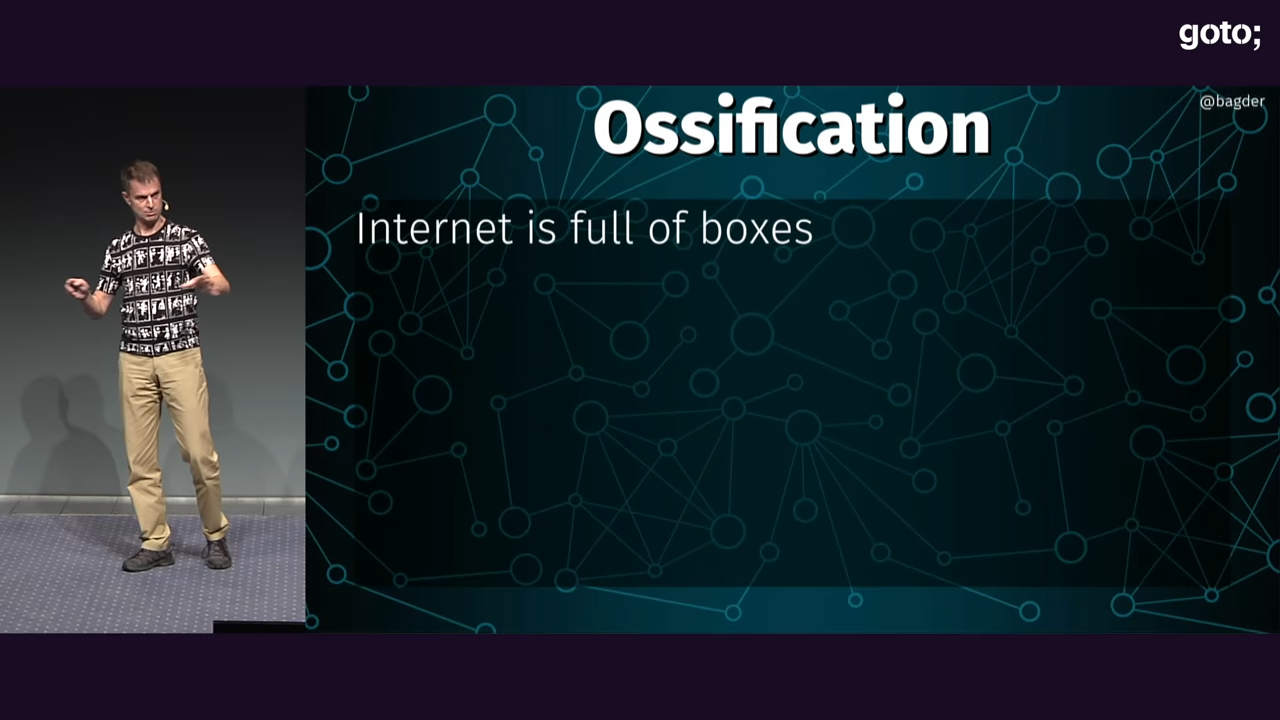 goto;
@bagder
Ossification
Internet is full of boxes